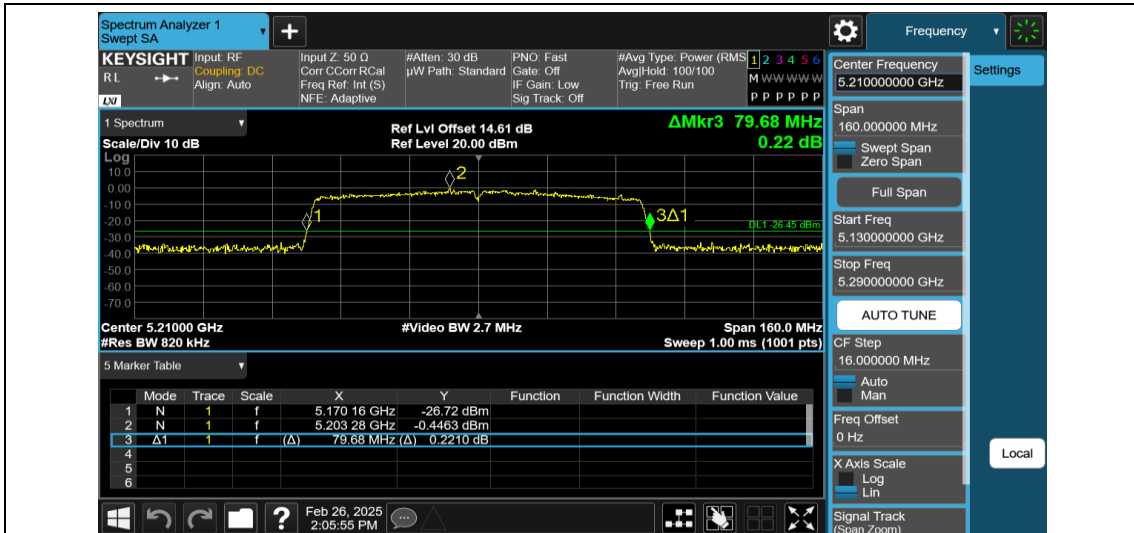 Spectrum Analyzer 1
Swept SA
Frequency
KEYSIGHT
R L
LXI
Input: RF
Coupling: DC
Align: Auto
Input Z: 50 Ω
Corr CCorr RCal
Freq Ref: Int (S)
NFE: Adaptive
#Atten: 30 dB
µW Path: Standard
PNO: Fast
Gate: Off
IF Gain: Low
Sig Track: Off
#Avg Type: Power (RMS
Avg|Hold: 100/100
Trig: Free Run
1 2 3 4 5 6
M W W W W W
P P P P P P
1 Spectrum
Scale/Div 10 dB
Ref Lvl Offset 14.61 dB
Ref Level 20.00 dBm
ΔMkr3 79.68 MHz
0.22 dB
Log
10.0
0.00
-10.0
-20.0
-30.0
-40.0
-50.0
-60.0
-70.0
1
2
3Δ1
DL1 -26.45 dBm
Center 5.21000 GHz
#Video BW 2.7 MHz
Span 160.0 MHz
#Res BW 820 kHz
Sweep 1.00 ms (1001 pts)
5 Marker Table
Mode Trace Scale X Y Function Function Width Function Value
1 N 1 f 5.170 16 GHz -26.72 dBm
2 N 1 f 5.203 28 GHz -0.4463 dBm
3 Δ1 1 f (Δ) 79.68 MHz (Δ) 0.2210 dB
4
5
6
Feb 26, 2025
2:05:55 PM
Center Frequency
5.210000000 GHz
Settings
Span
160.000000 MHz
Swept Span
Zero Span
Full Span
Start Freq
5.130000000 GHz
Stop Freq
5.290000000 GHz
AUTO TUNE
CF Step
16.000000 MHz
Auto
Man
Freq Offset
0 Hz
X Axis Scale
Log
Lin
Local
Signal Track
(Span Zoom)